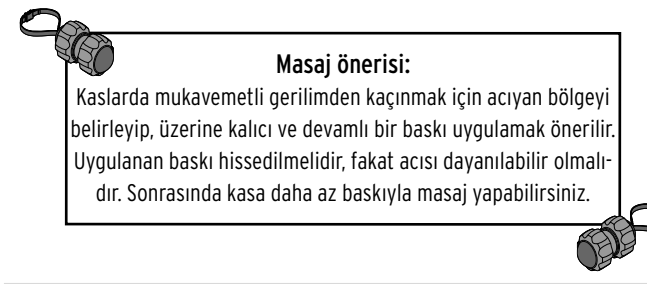 Masaj önerisi:
Kaslarda mukavemetli gerilimden kaçınmak için acıyan bölgeyi
belirleyip, üzerine kalıcı ve devamlı bir baskı uygulamak önerilir.
Uygulanan baskı hissedilmelidir, fakat acısı dayanılabilir olmalı-
dır. Sonrasında kasa daha az baskıyla masaj yapabilirsiniz.